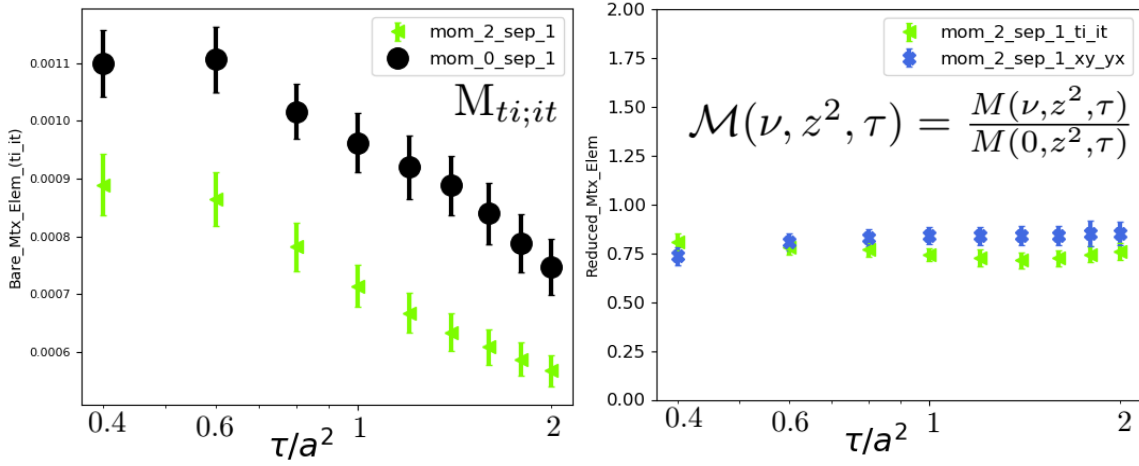 mom_2_sep_1
mom_0_sep_1
M_{ti;it}
Bare_Mtx_Elem_(ti_it)
0.0011
0.0010
0.0009
0.0008
0.0007
0.0006
0.4
0.6
1
2
τ/a²
mom_2_sep_1_ti_it
mom_2_sep_1_xy_yx
ℳ(ν, z², τ) = M(ν,z²,τ) / M(0,z²,τ)
Reduced_Mtx_Elem
2.00
1.75
1.50
1.25
1.00
0.75
0.50
0.25
0.00
0.4
0.6
1
2
τ/a²